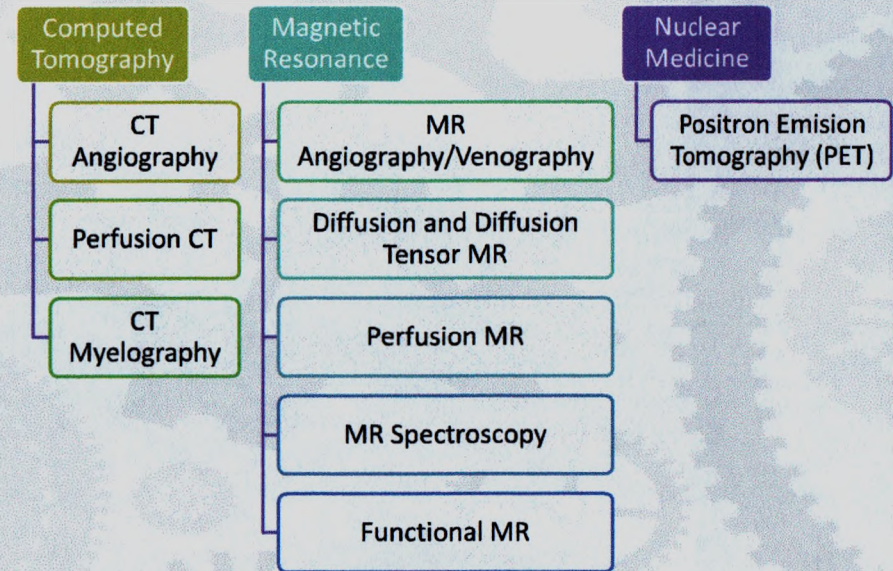 Computed
Tomography
CT
Angiography
Perfusion CT
CT
Myelography
Magnetic
Resonance
MR
Angiography/Venography
Diffusion and Diffusion
Tensor MR
Perfusion MR
MR Spectroscopy
Functional MR
Nuclear
Medicine
Positron Emision
Tomography (PET)